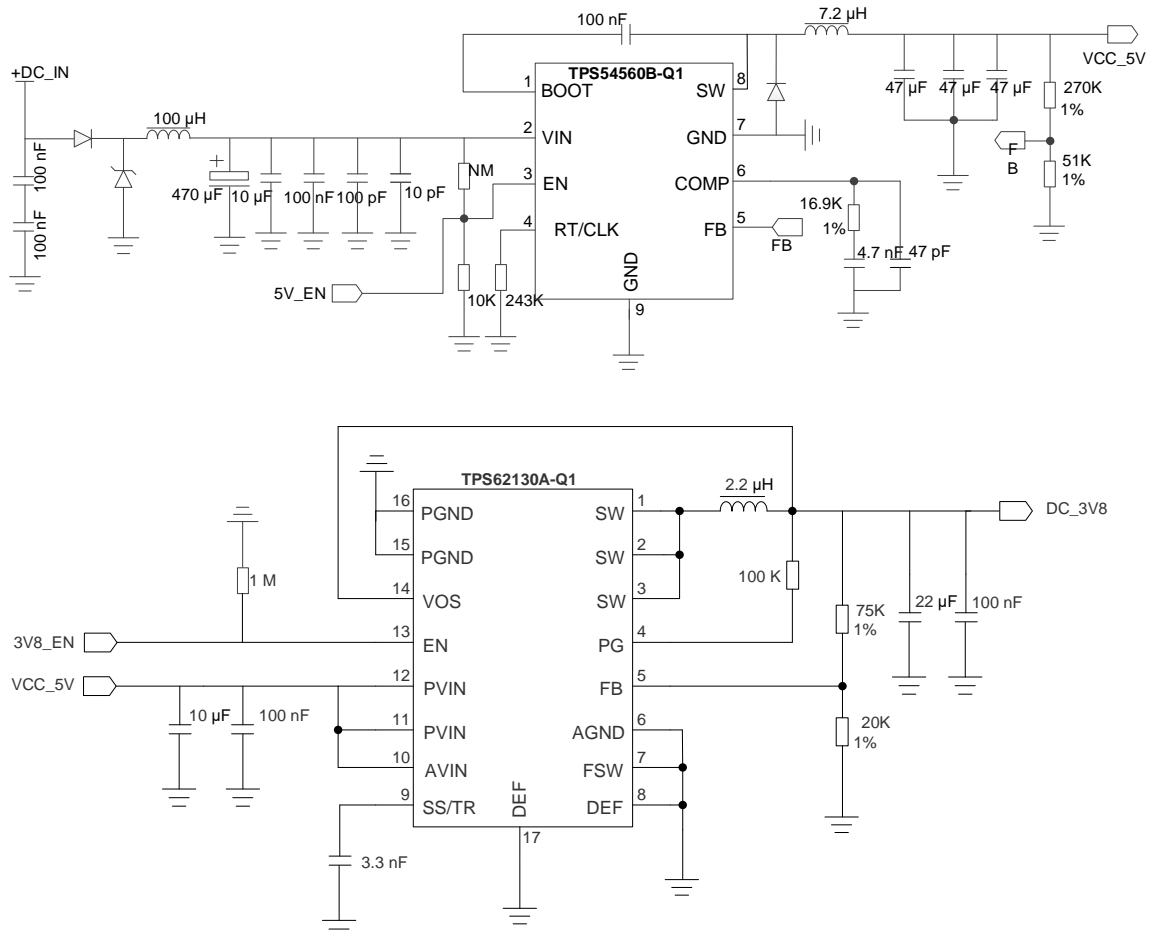 100 nF
7.2 µH
VCC_5V
+DC_IN
TPS54560B-Q1
1
BOOT
SW
8
47 µF
47 µF
47 µF
270K
1%
100 µH
2
VIN
GND
7
100 nF
100 nF
470 µF
10 µF
100 nF
100 pF
10 pF
NM
3
EN
COMP
6
F
B
51K
1%
16.9K
1%
4
RT/CLK
FB
5
FB
4.7 nF
47 pF
GND
9
5V_EN
10K
243K
TPS62130A-Q1
2.2 µH
16
PGND
SW
1
DC_3V8
15
PGND
SW
2
1 M
100 K
14
VOS
SW
3
75K
1%
22 µF
100 nF
3V8_EN
13
EN
PG
4
VCC_5V
12
PVIN
FB
5
10 µF
100 nF
11
PVIN
AGND
6
20K
1%
10
AVIN
FSW
7
9
SS/TR
DEF
DEF
8
17
3.3 nF